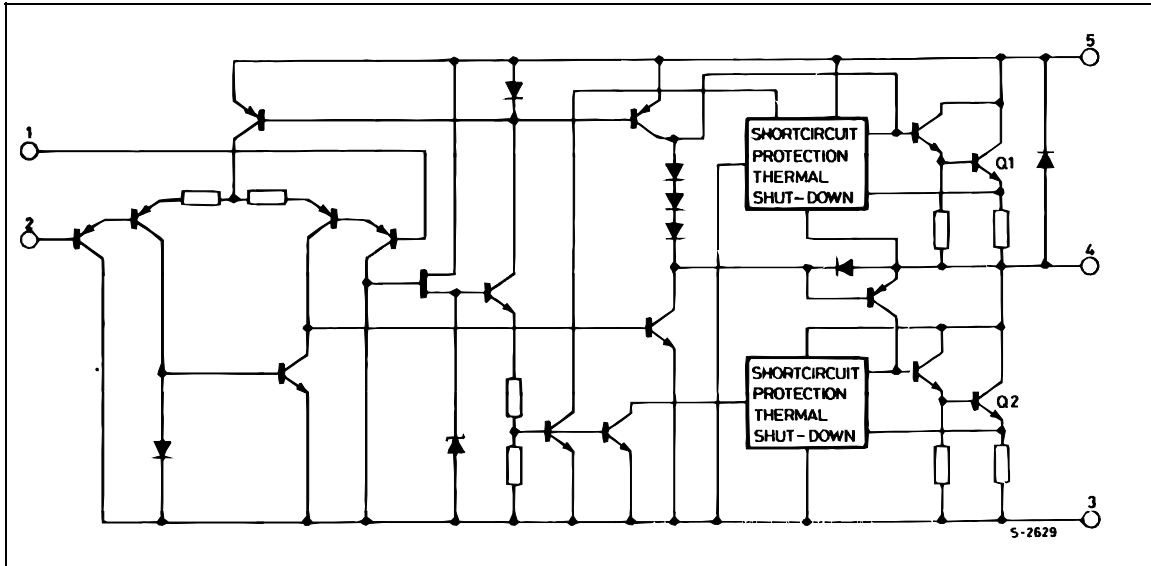 5
1
SHORTCIRCUIT
PROTECTION
THERMAL
SHUT-DOWN
Q1
2
4
SHORTCIRCUIT
PROTECTION
THERMAL
SHUT-DOWN
Q2
3
S-2629